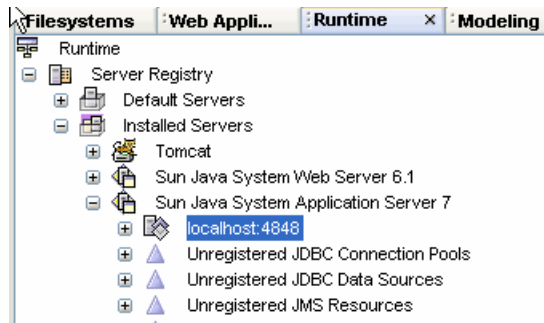 Filesystems Web Appli... Runtime × Modeling
Runtime
Server Registry
Default Servers
Installed Servers
Tomcat
Sun Java System Web Server 6.1
Sun Java System Application Server 7
localhost:4848
Unregistered JDBC Connection Pools
Unregistered JDBC Data Sources
Unregistered JMS Resources